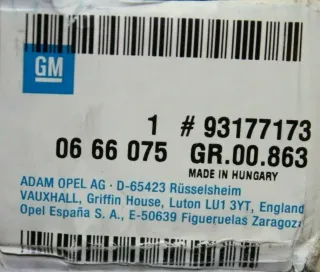 GM
1 # 93177173
06 66 075 GR.00.863
MADE IN HUNGARY
ADAM OPEL AG · D-65423 Rüsselsheim
VAUXHALL, Griffin House, Luton LU1 3YT, England
Opel España S. A., E-50639 Figueruelas Zaragoza